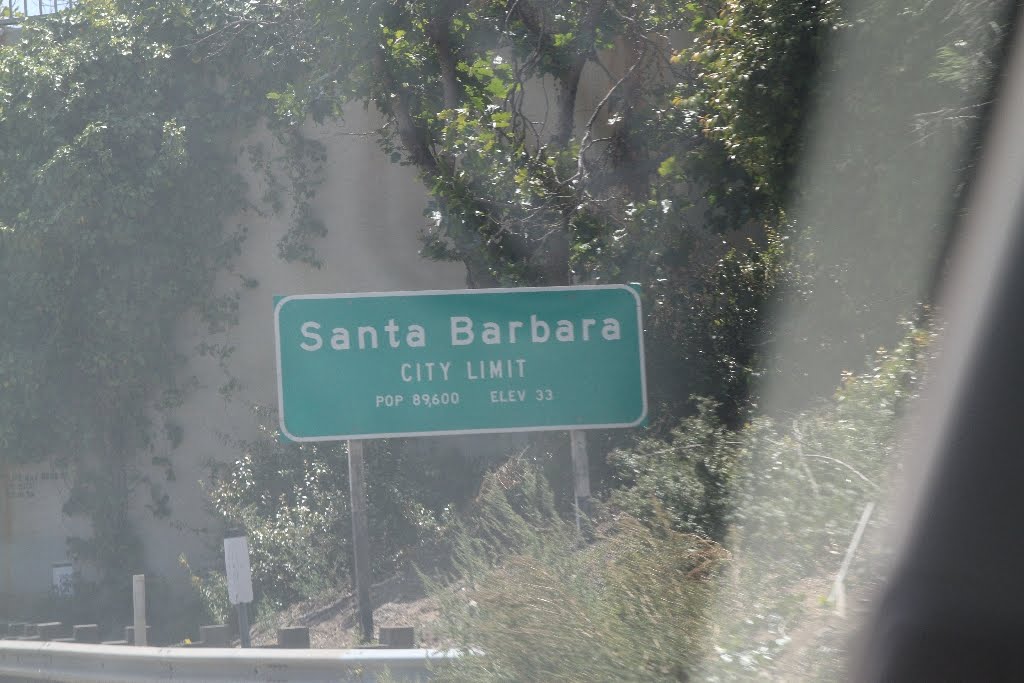 Santa Barbara
CITY LIMIT
POP 89,600 ELEV 33